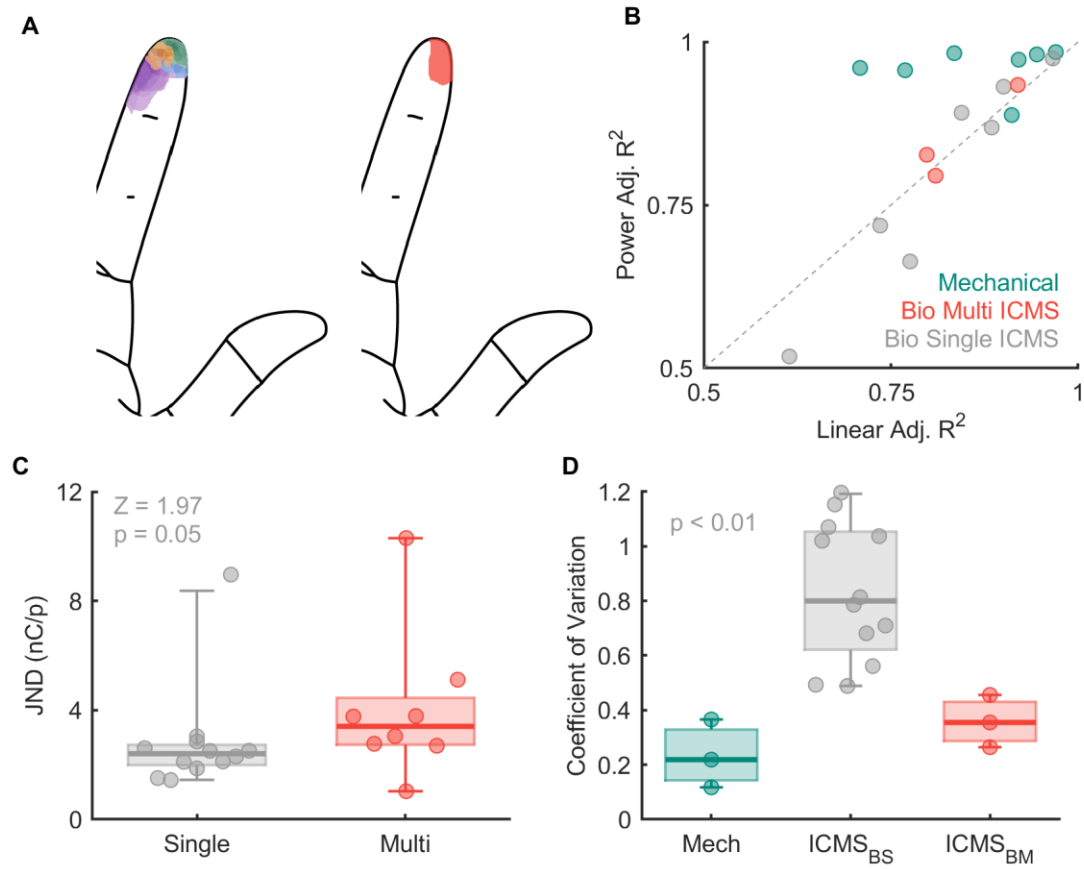 A
B
1
0.75
0.5
Power Adj. R²
Mechanical
Bio Multi ICMS
Bio Single ICMS
0.5
0.75
1
Linear Adj. R²
C
12
8
4
0
JND (nC/p)
Z = 1.97
p = 0.05
Single
Multi
D
1.2
1
0.8
0.6
0.4
0.2
0
Coefficient of Variation
p < 0.01
Mech
ICMS_BS
ICMS_BM